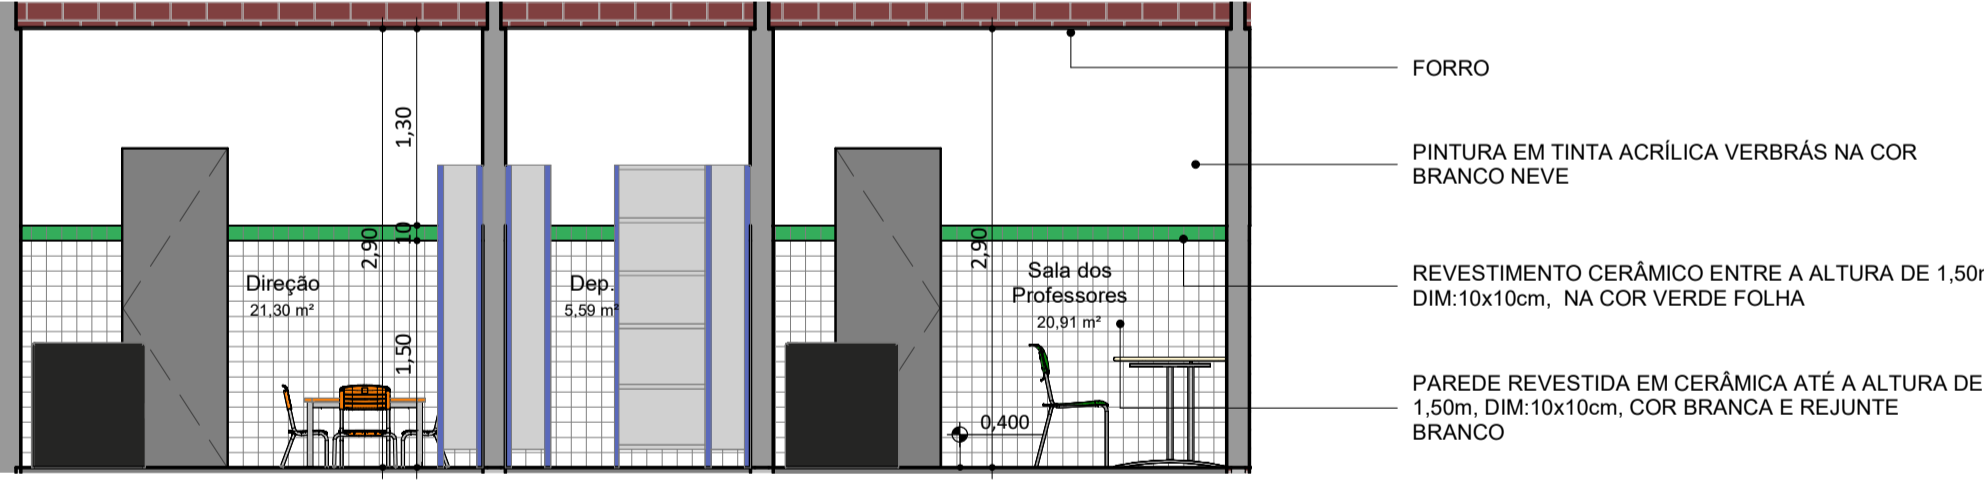 FORRO
PINTURA EM TINTA ACRÍLICA VERBRÁS NA COR
BRANCO NEVE
REVESTIMENTO CERÂMICO ENTRE A ALTURA DE 1,50m
DIM:10x10cm, NA COR VERDE FOLHA
PAREDE REVESTIDA EM CERÂMICA ATÉ A ALTURA DE
1,50m, DIM:10x10cm, COR BRANCA E REJUNTE
BRANCO
1,30
10
2,90
1,50
Direção
21,30 m²
Dep.
5,59 m²
2,90
Sala dos
Professores
20,91 m²
0,400